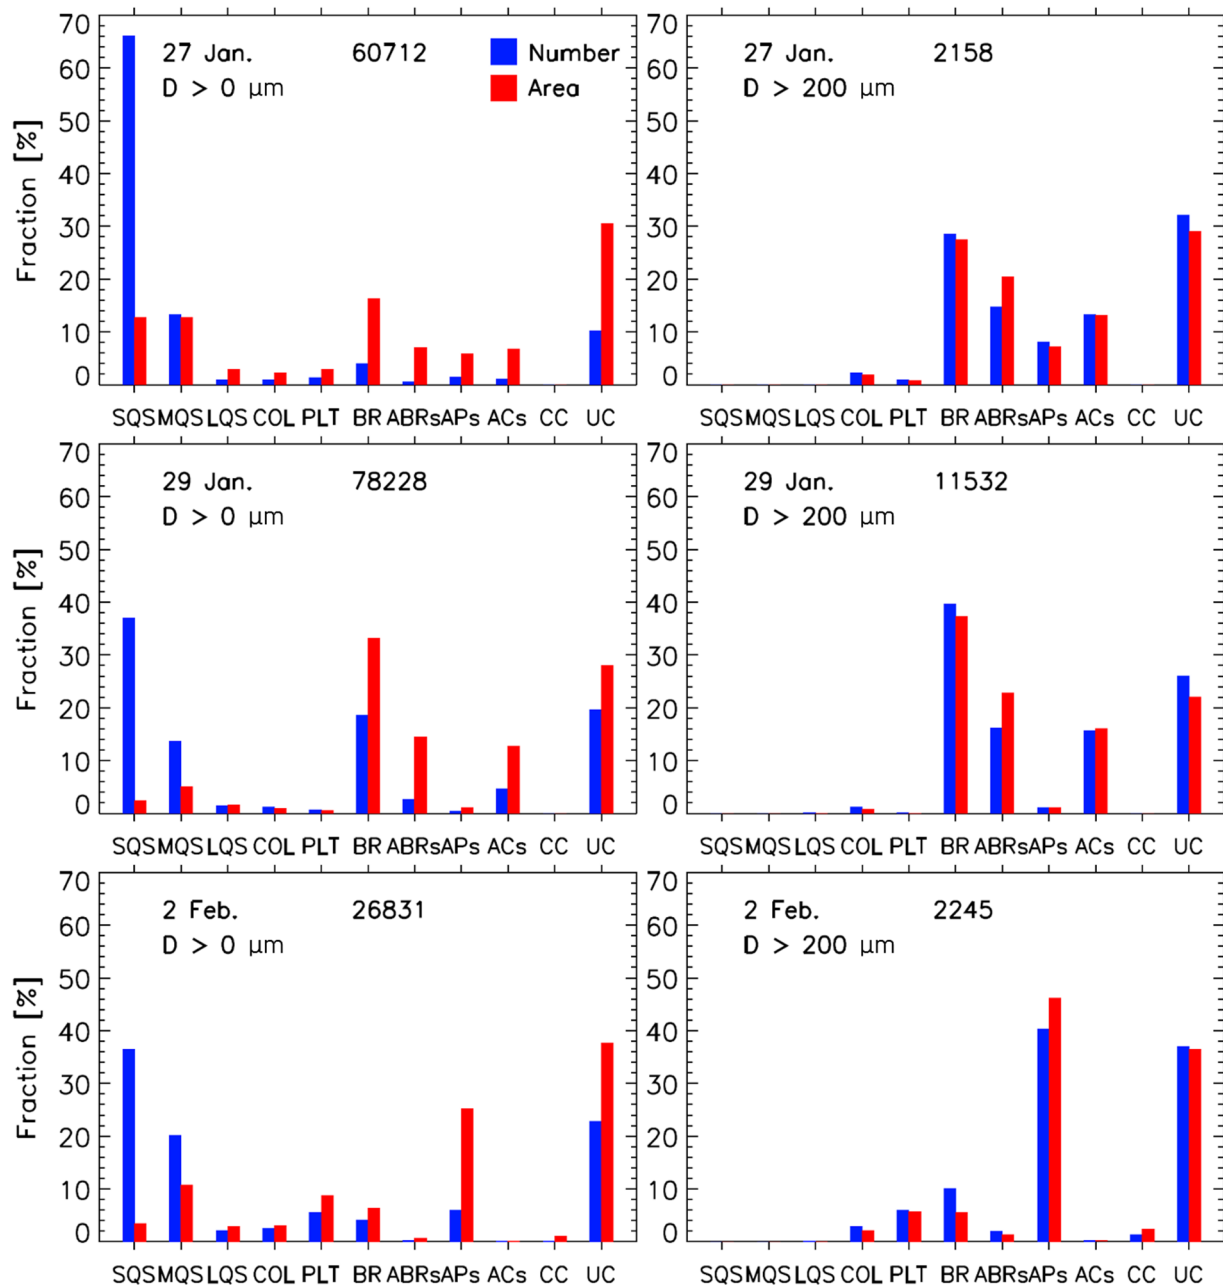 70
60
50
40
30
20
10
0
Fraction [%]
27 Jan. 60712
D > 0 μm
Number
Area
SQS MQS LQS COL PLT BR ABRs APs ACs CC UC
27 Jan. 2158
D > 200 μm
SQS MQS LQS COL PLT BR ABRs APs ACs CC UC
70
60
50
40
30
20
10
0
Fraction [%]
29 Jan. 78228
D > 0 μm
SQS MQS LQS COL PLT BR ABRs APs ACs CC UC
70
60
50
40
30
20
10
0
29 Jan. 11532
D > 200 μm
SQS MQS LQS COL PLT BR ABRs APs ACs CC UC
70
60
50
40
30
20
10
0
Fraction [%]
2 Feb. 26831
D > 0 μm
SQS MQS LQS COL PLT BR ABRs APs ACs CC UC
70
60
50
40
30
20
10
0
2 Feb. 2245
D > 200 μm
SQS MQS LQS COL PLT BR ABRs APs ACs CC UC
70
60
50
40
30
20
10
0